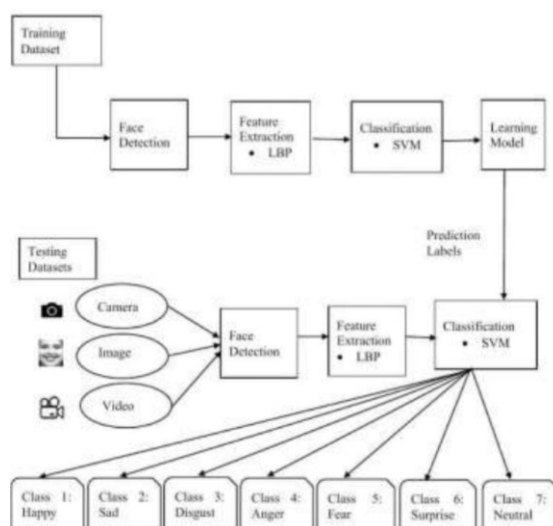 Training
Dataset
Face
Detection
Feature
Extraction
• LBP
Classification
• SVM
Learning
Model
Prediction
Labels
Testing
Datasets
Camera
Image
Video
Face
Detection
Feature
Extraction
• LBP
Classification
• SVM
Class 1:
Happy
Class 2:
Sad
Class 3:
Disgust
Class 4:
Anger
Class 5:
Fear
Class 6:
Surprise
Class 7:
Neutral